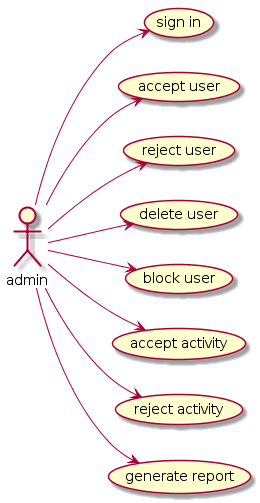 sign in
accept user
reject user
delete user
admin
block user
accept activity
reject activity
generate report